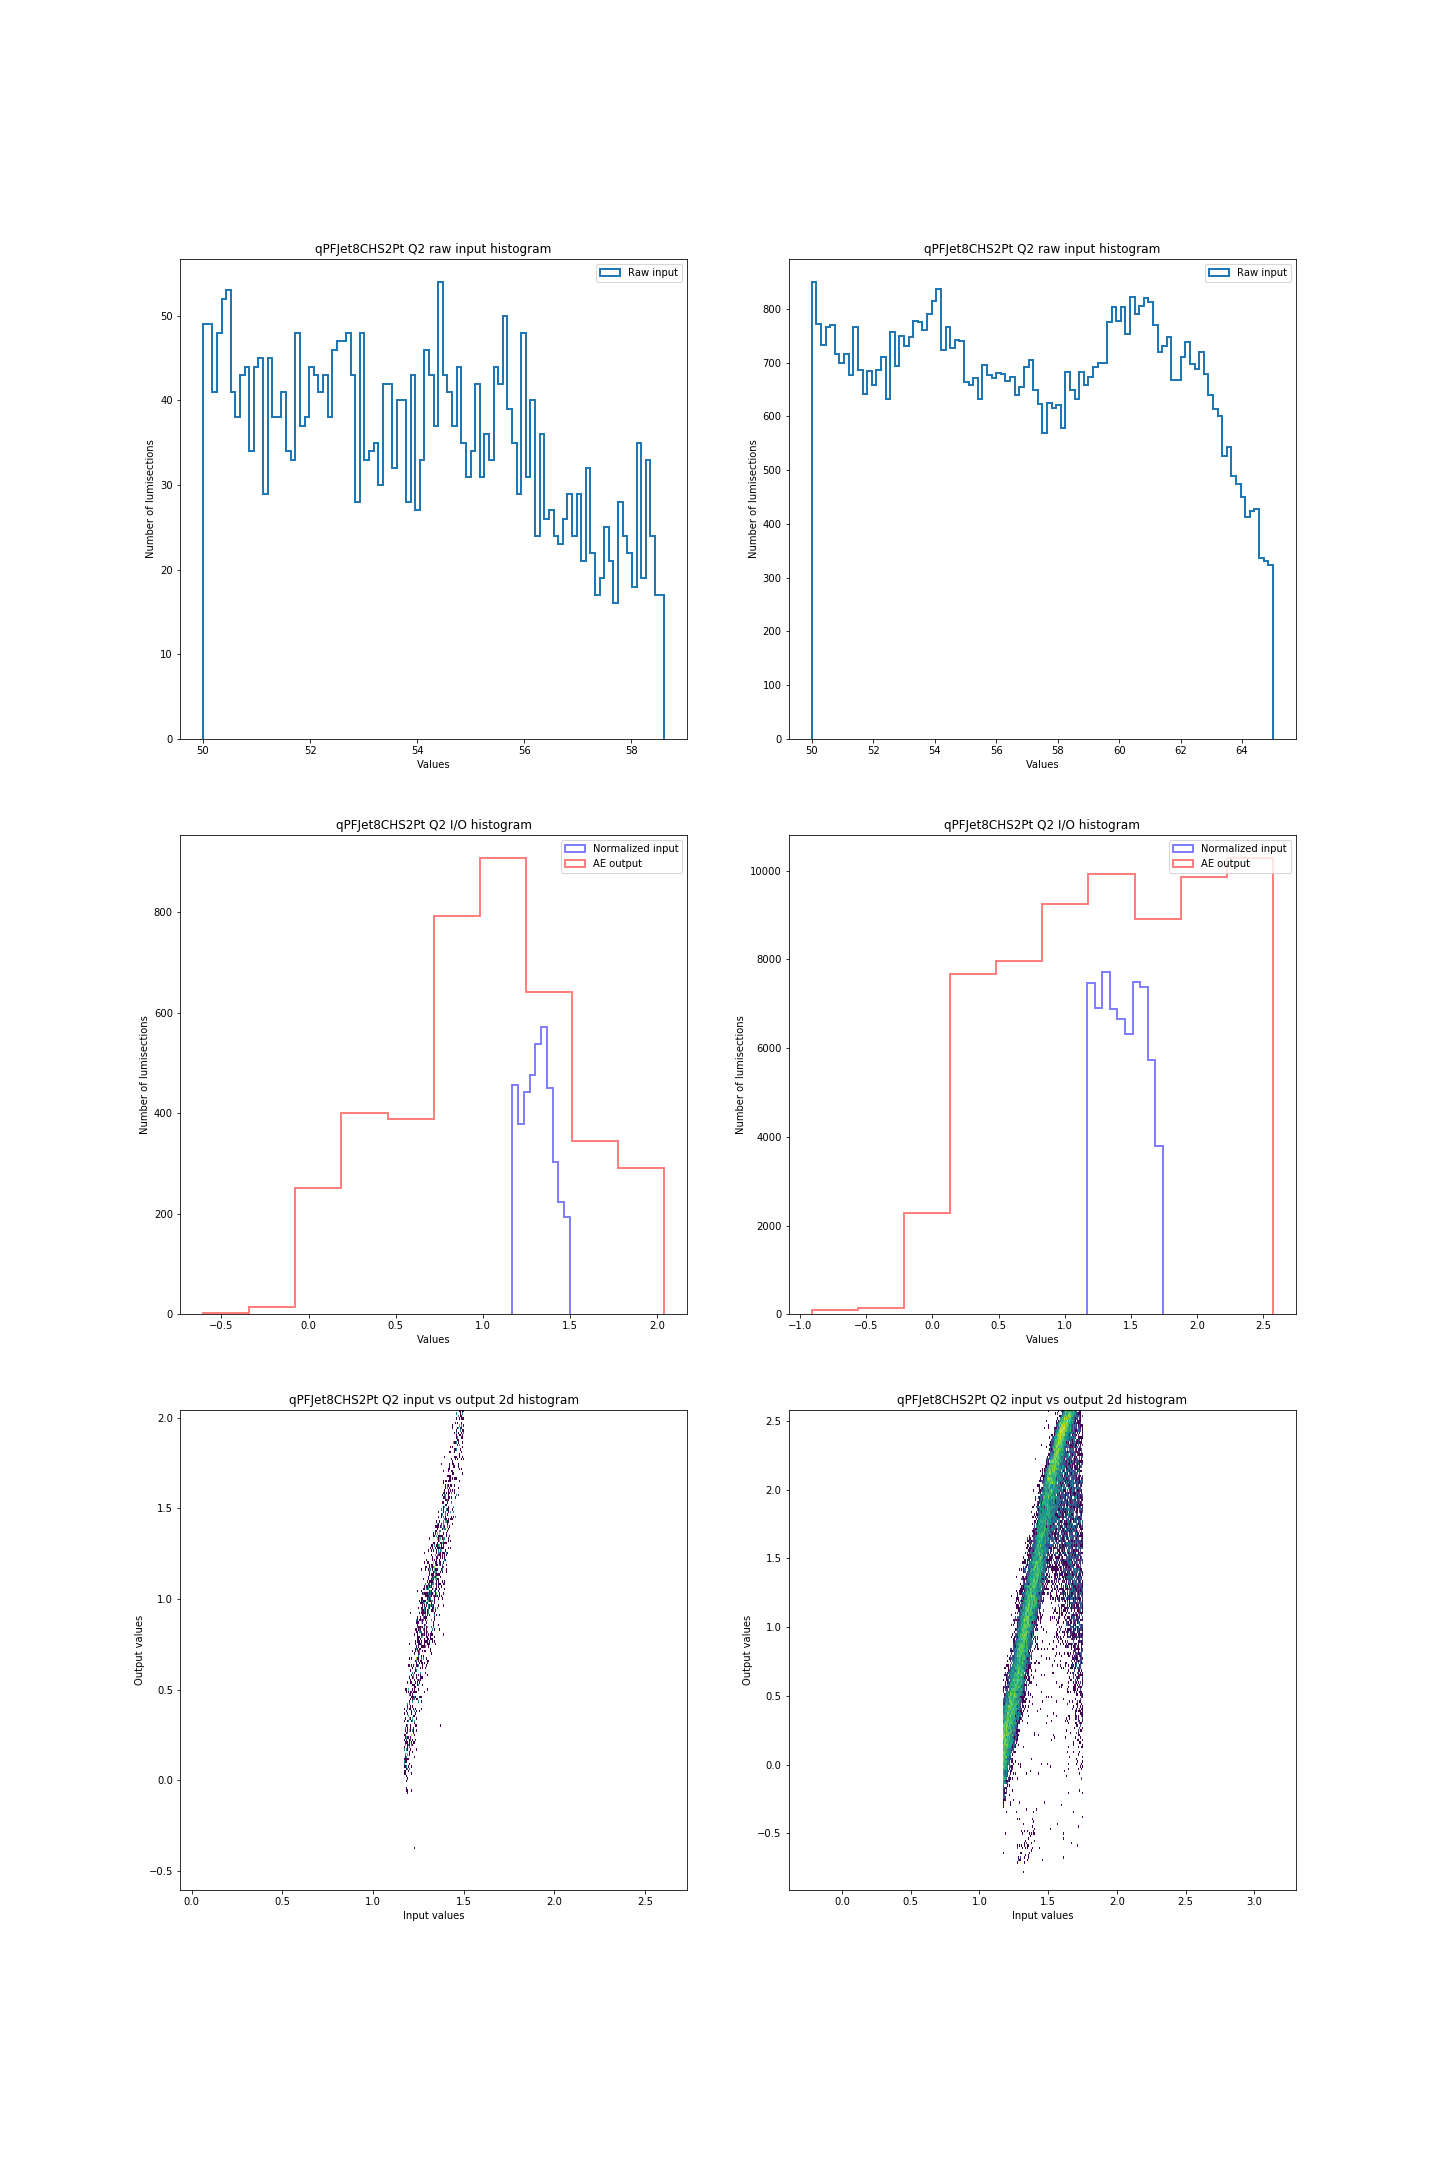 qPFJet8CHS2Pt Q2 raw input histogram
Raw input
50
40
30
20
10
0
Number of lumisections
50 52 54 56 58
Values
qPFJet8CHS2Pt Q2 raw input histogram
Raw input
800
700
600
500
400
300
200
100
0
Number of lumisections
50 52 54 56 58 60 62 64
Values
qPFJet8CHS2Pt Q2 I/O histogram
Normalized input
AE output
800
600
400
200
0
Number of lumisections
−0.5 0.0 0.5 1.0 1.5 2.0
Values
qPFJet8CHS2Pt Q2 I/O histogram
Normalized input
AE output
10000
8000
6000
4000
2000
0
Number of lumisections
−1.0 −0.5 0.0 0.5 1.0 1.5 2.0 2.5
Values
qPFJet8CHS2Pt Q2 input vs output 2d histogram
2.0
1.5
1.0
0.5
0.0
−0.5
Output values
0.0 0.5 1.0 1.5 2.0 2.5
Input values
qPFJet8CHS2Pt Q2 input vs output 2d histogram
2.5
2.0
1.5
1.0
0.5
0.0
−0.5
Output values
0.0 0.5 1.0 1.5 2.0 2.5 3.0
Input values